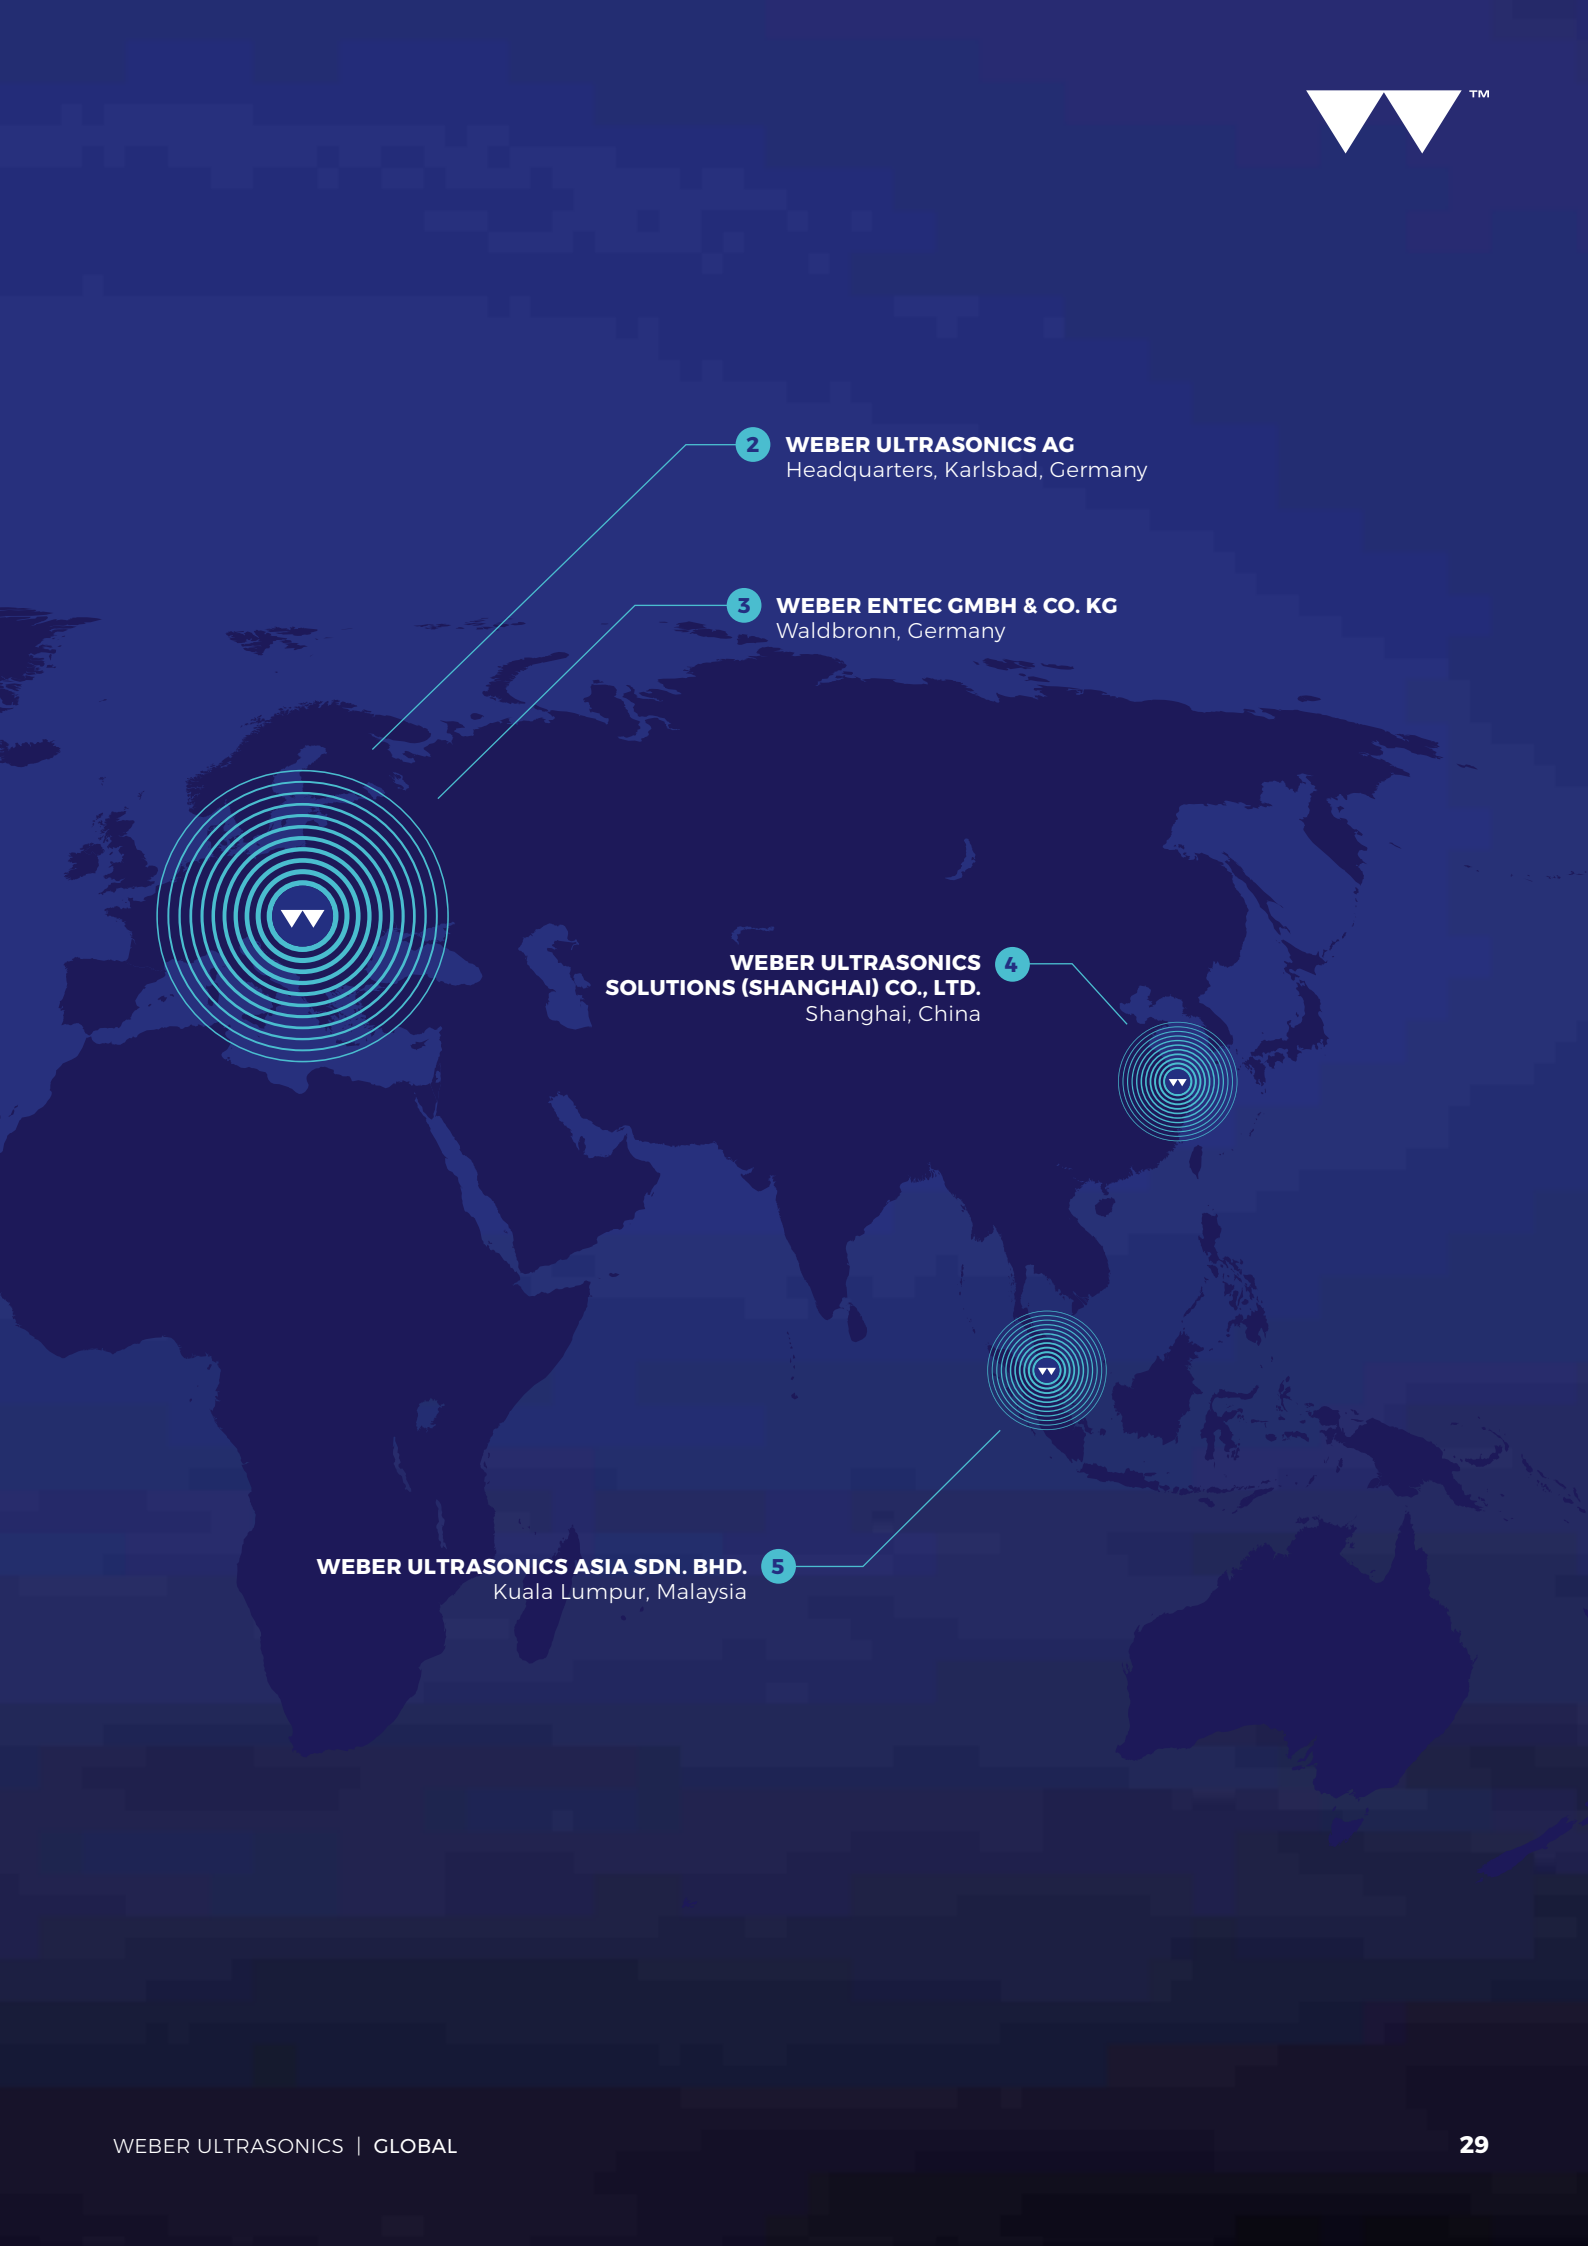 TM
2 WEBER ULTRASONICS AG
Headquarters, Karlsbad, Germany
3 WEBER ENTEC GMBH & CO. KG
Waldbronn, Germany
WEBER ULTRASONICS 4
SOLUTIONS (SHANGHAI) CO., LTD.
Shanghai, China
WEBER ULTRASONICS ASIA SDN. BHD. 5
Kuala Lumpur, Malaysia
WEBER ULTRASONICS | GLOBAL 29